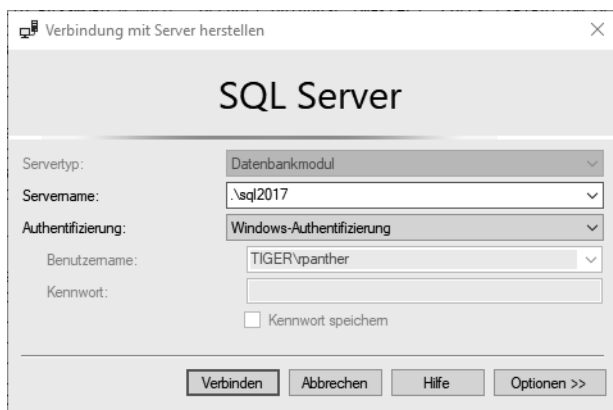 Verbindung mit Server herstellen
SQL Server
Servertyp: Datenbankmodul
Servername: .\sql2017
Authentifizierung: Windows-Authentifizierung
Benutzername: TIGER\rpanther
Kennwort:
Kennwort speichern
Verbinden Abbrechen Hilfe Optionen >>